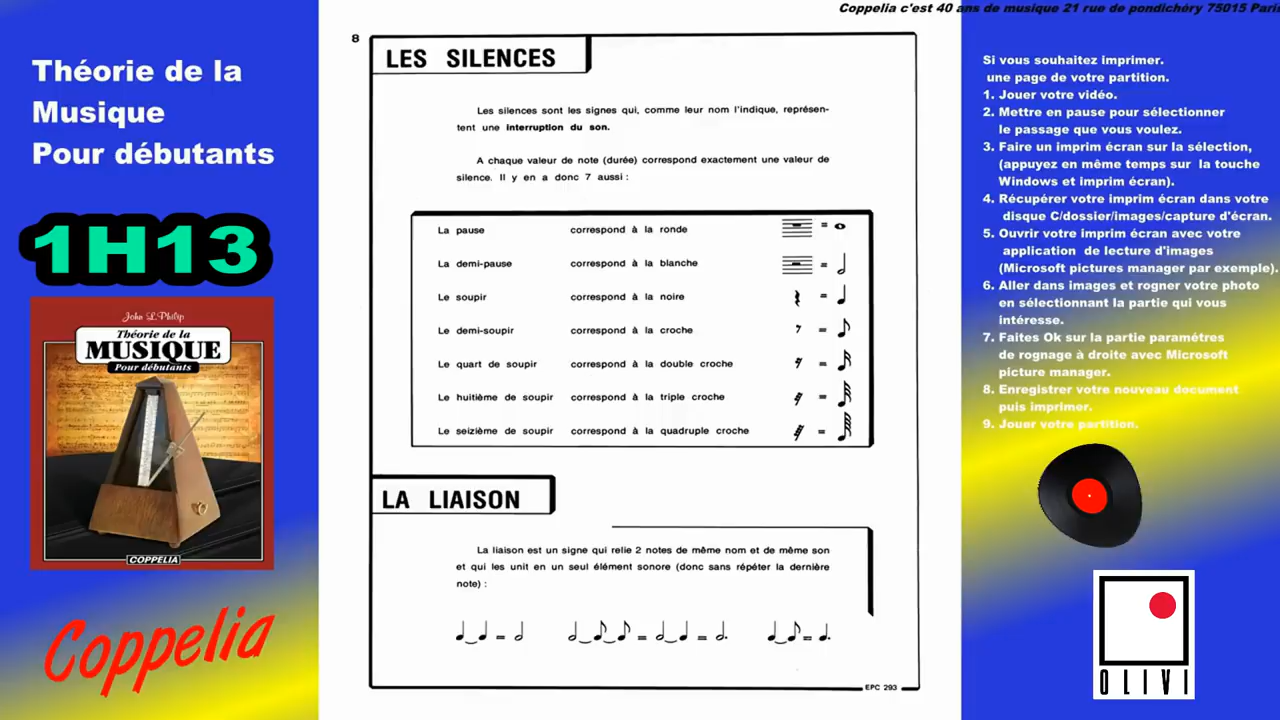 Coppelia c'est 40 ans de musique 21 rue de pondichéry 75015 Paris
Théorie de la
Musique
Pour débutants
1H13
John L. Philip
Théorie de la
MUSIQUE
Pour débutants
COPPELIA
Coppelia
8
LES SILENCES
Les silences sont les signes qui, comme leur nom l'indique, représen-
tent une interruption du son.
A chaque valeur de note (durée) correspond exactement une valeur de
silence. Il y en a donc 7 aussi :
La pause correspond à la ronde =
La demi-pause correspond à la blanche =
Le soupir correspond à la noire =
Le demi-soupir correspond à la croche =
Le quart de soupir correspond à la double croche =
Le huitième de soupir correspond à la triple croche =
Le seizième de soupir correspond à la quadruple croche =
LA LIAISON
La liaison est un signe qui relie 2 notes de même nom et de même son
et qui les unit en un seul élément sonore (donc sans répéter la dernière
note) :
EPC 293
Si vous souhaitez imprimer.
une page de votre partition.
1. Jouer votre vidéo.
2. Mettre en pause pour sélectionner
le passage que vous voulez.
3. Faire un imprim écran sur la sélection,
(appuyez en même temps sur la touche
Windows et imprim écran).
4. Récupérer votre imprim écran dans votre
disque C/dossier/images/capture d'écran.
5. Ouvrir votre imprim écran avec votre
application de lecture d'images
(Microsoft pictures manager par exemple).
6. Aller dans images et rogner votre photo
en sélectionnant la partie qui vous
intéresse.
7. Faites Ok sur la partie paramétres
de rognage à droite avec Microsoft
picture manager.
8. Enregistrer votre nouveau document
puis imprimer.
9. Jouer votre partition.
OLIVI